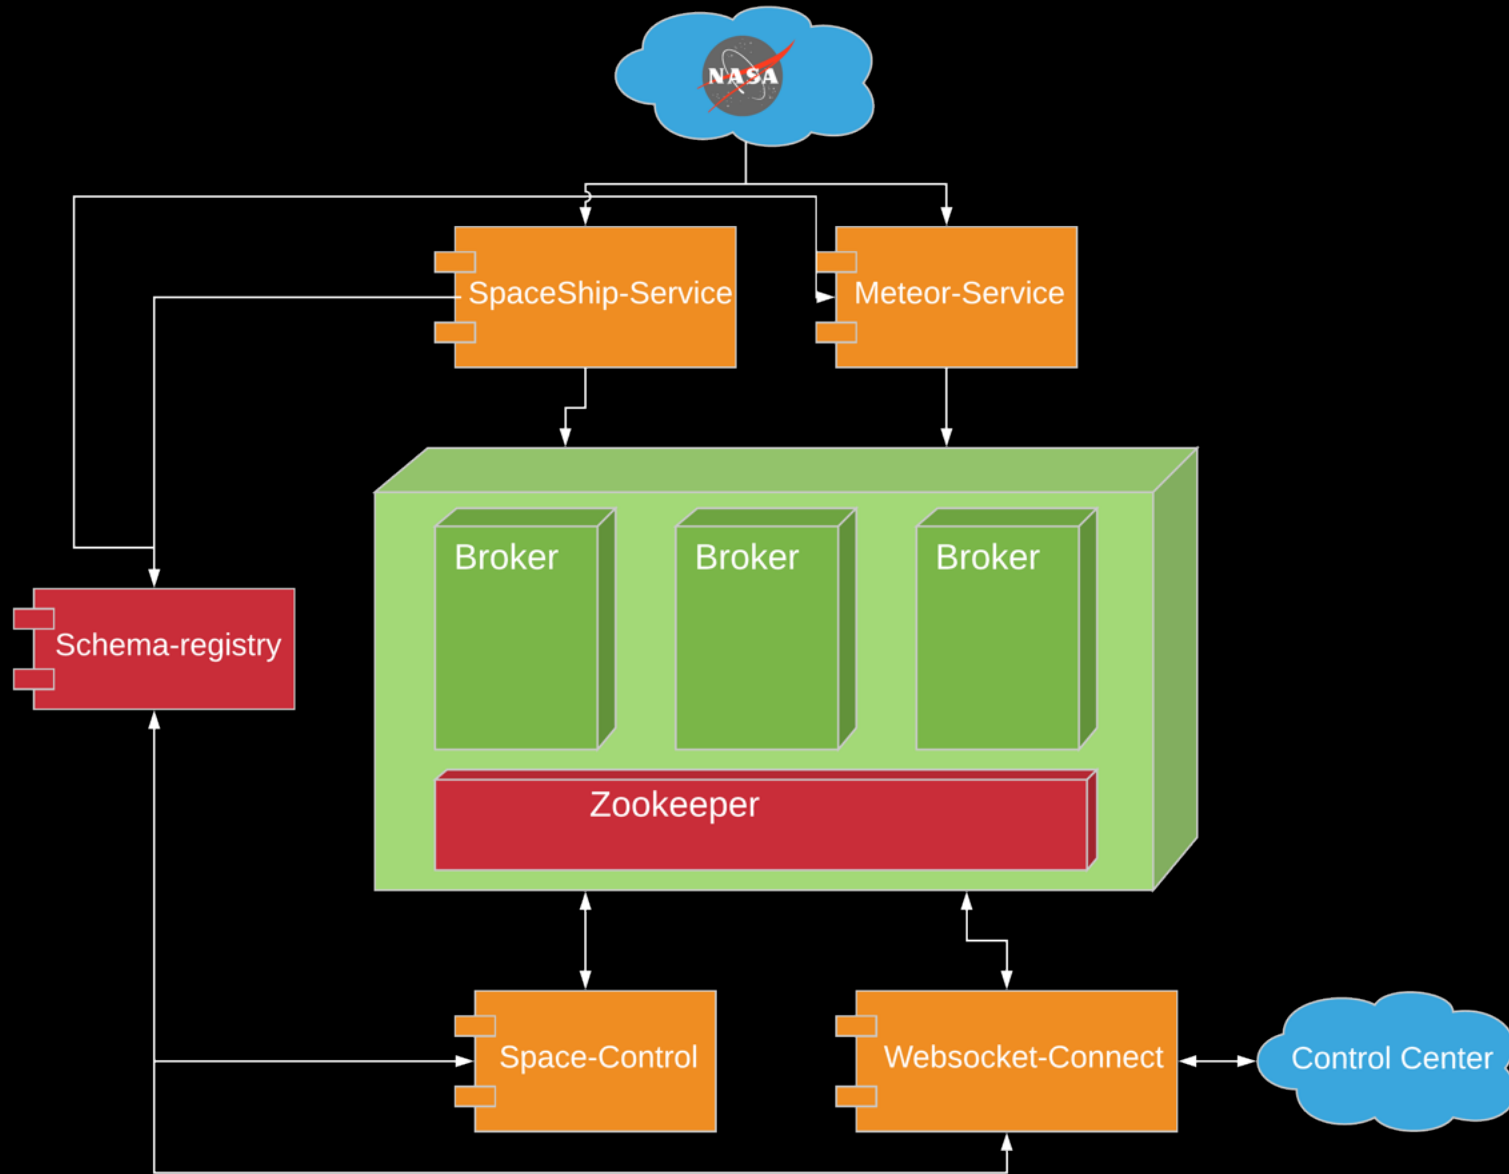 NASA
SpaceShip-Service
Meteor-Service
Broker
Broker
Broker
Schema-registry
Zookeeper
Space-Control
Websocket-Connect
Control Center